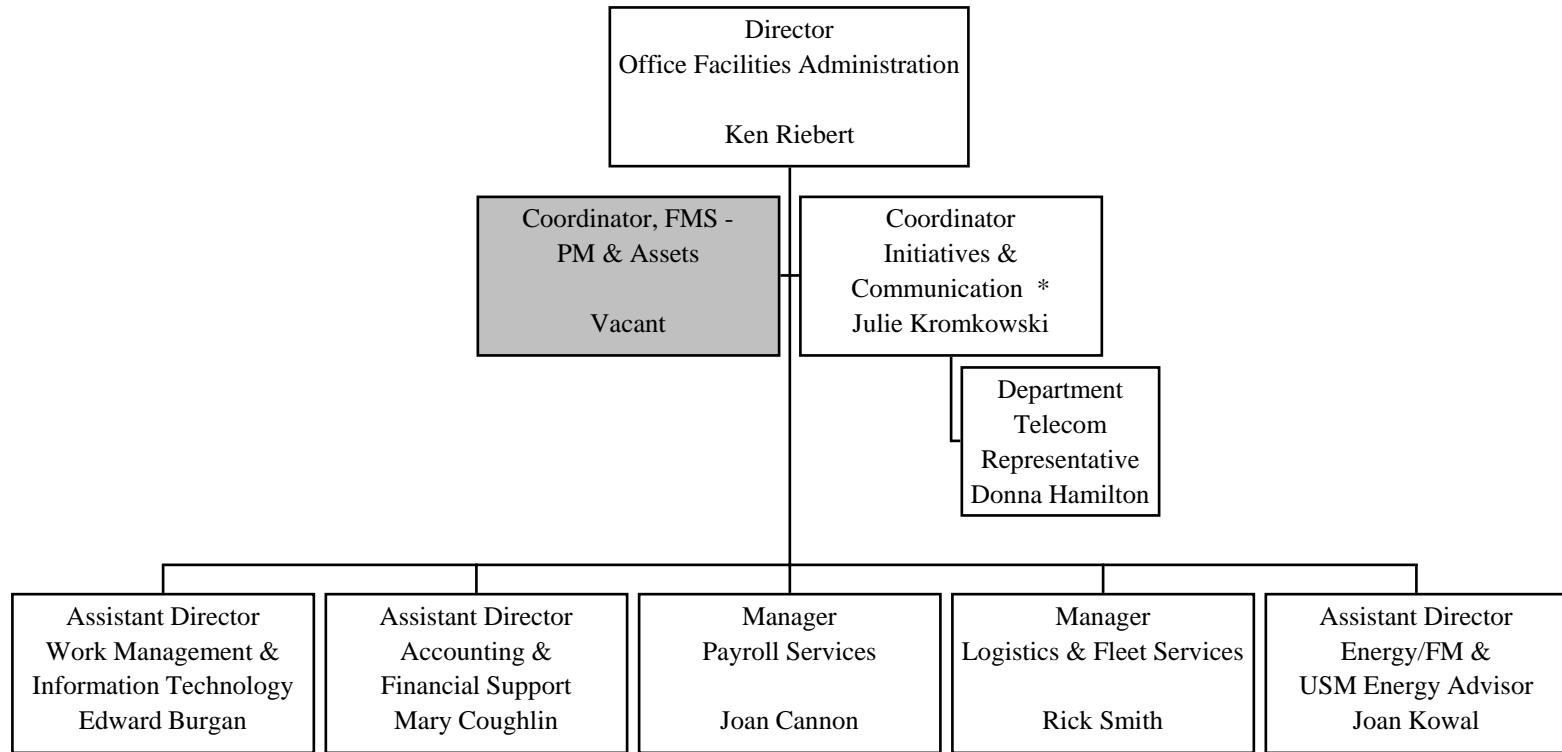 Director
Office Facilities Administration
Ken Riebert
Coordinator, FMS -
PM & Assets
Vacant
Coordinator
Initiatives &
Communication *
Julie Kromkowski
Department
Telecom
Representative
Donna Hamilton
Assistant Director
Work Management &
Information Technology
Edward Burgan
Assistant Director
Accounting &
Financial Support
Mary Coughlin
Manager
Payroll Services
Joan Cannon
Manager
Logistics & Fleet Services
Rick Smith
Assistant Director
Energy/FM &
USM Energy Advisor
Joan Kowal